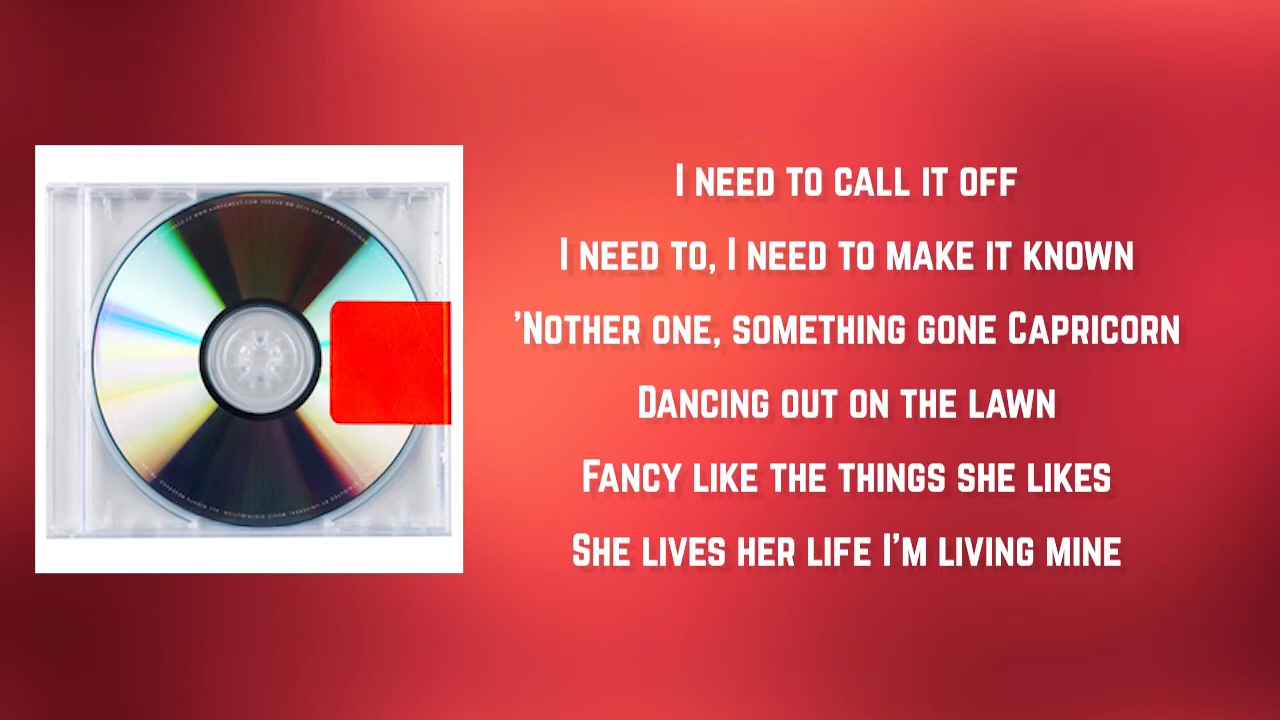 I need to call it off
I need to, I need to make it known
’Nother one, something gone Capricorn
Dancing out on the lawn
Fancy like the things she likes
She lives her life I’m living mine